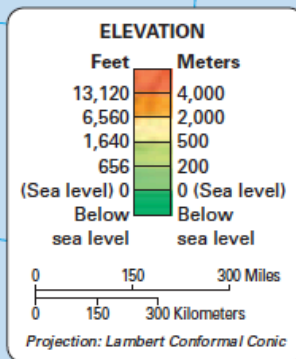 ELEVATION
Feet Meters
13,120 4,000
6,560 2,000
1,640 500
656 200
(Sea level) 0 0 (Sea level)
Below Below
sea level sea level
0 150 300 Miles
0 150 300 Kilometers
Projection: Lambert Conformal Conic